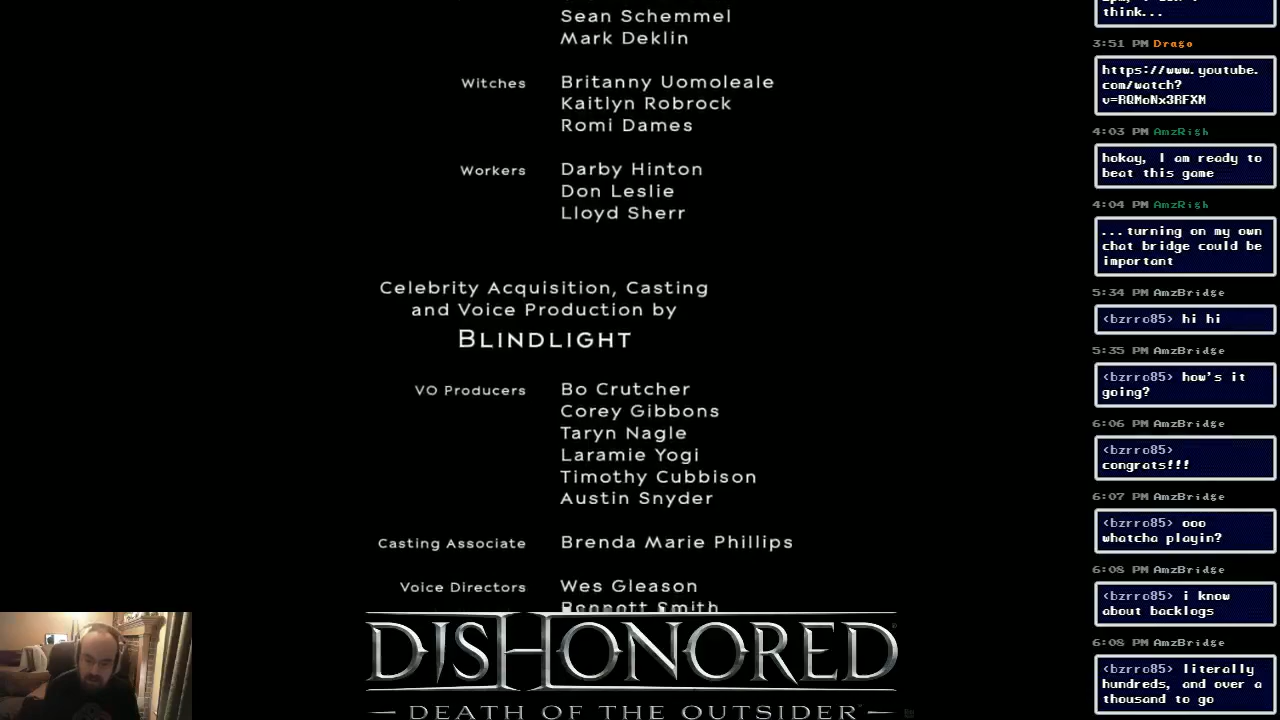 Sean Schemmel
Mark Deklin
Witches Britanny Uomoleale
Kaitlyn Robrock
Romi Dames
Workers Darby Hinton
Don Leslie
Lloyd Sherr
Celebrity Acquisition, Casting
and Voice Production by
BLINDLIGHT
VO Producers Bo Crutcher
Corey Gibbons
Taryn Nagle
Laramie Yogi
Timothy Cubbison
Austin Snyder
Casting Associate Brenda Marie Phillips
Voice Directors Wes Gleason
Smith
DISHONORED
DEATH OF THE OUTSIDER
think...
3:51 PM Drago
https://www.youtube.
com/watch?
v=RQMoNx3RFXM
4:03 PM AmzRigh
hokay, I am ready to
beat this game
4:04 PM AmzRigh
...turning on my own
chat bridge could be
important
5:34 PM AmzBridge
<bzrro85> hi hi
5:35 PM AmzBridge
<bzrro85> how's it
going?
6:06 PM AmzBridge
<bzrro85>
congrats!!!
6:07 PM AmzBridge
<bzrro85> ooo
whatcha playin?
6:08 PM AmzBridge
<bzrro85> i know
about backlogs
6:08 PM AmzBridge
<bzrro85> literally
hundreds, and over a
thousand to go